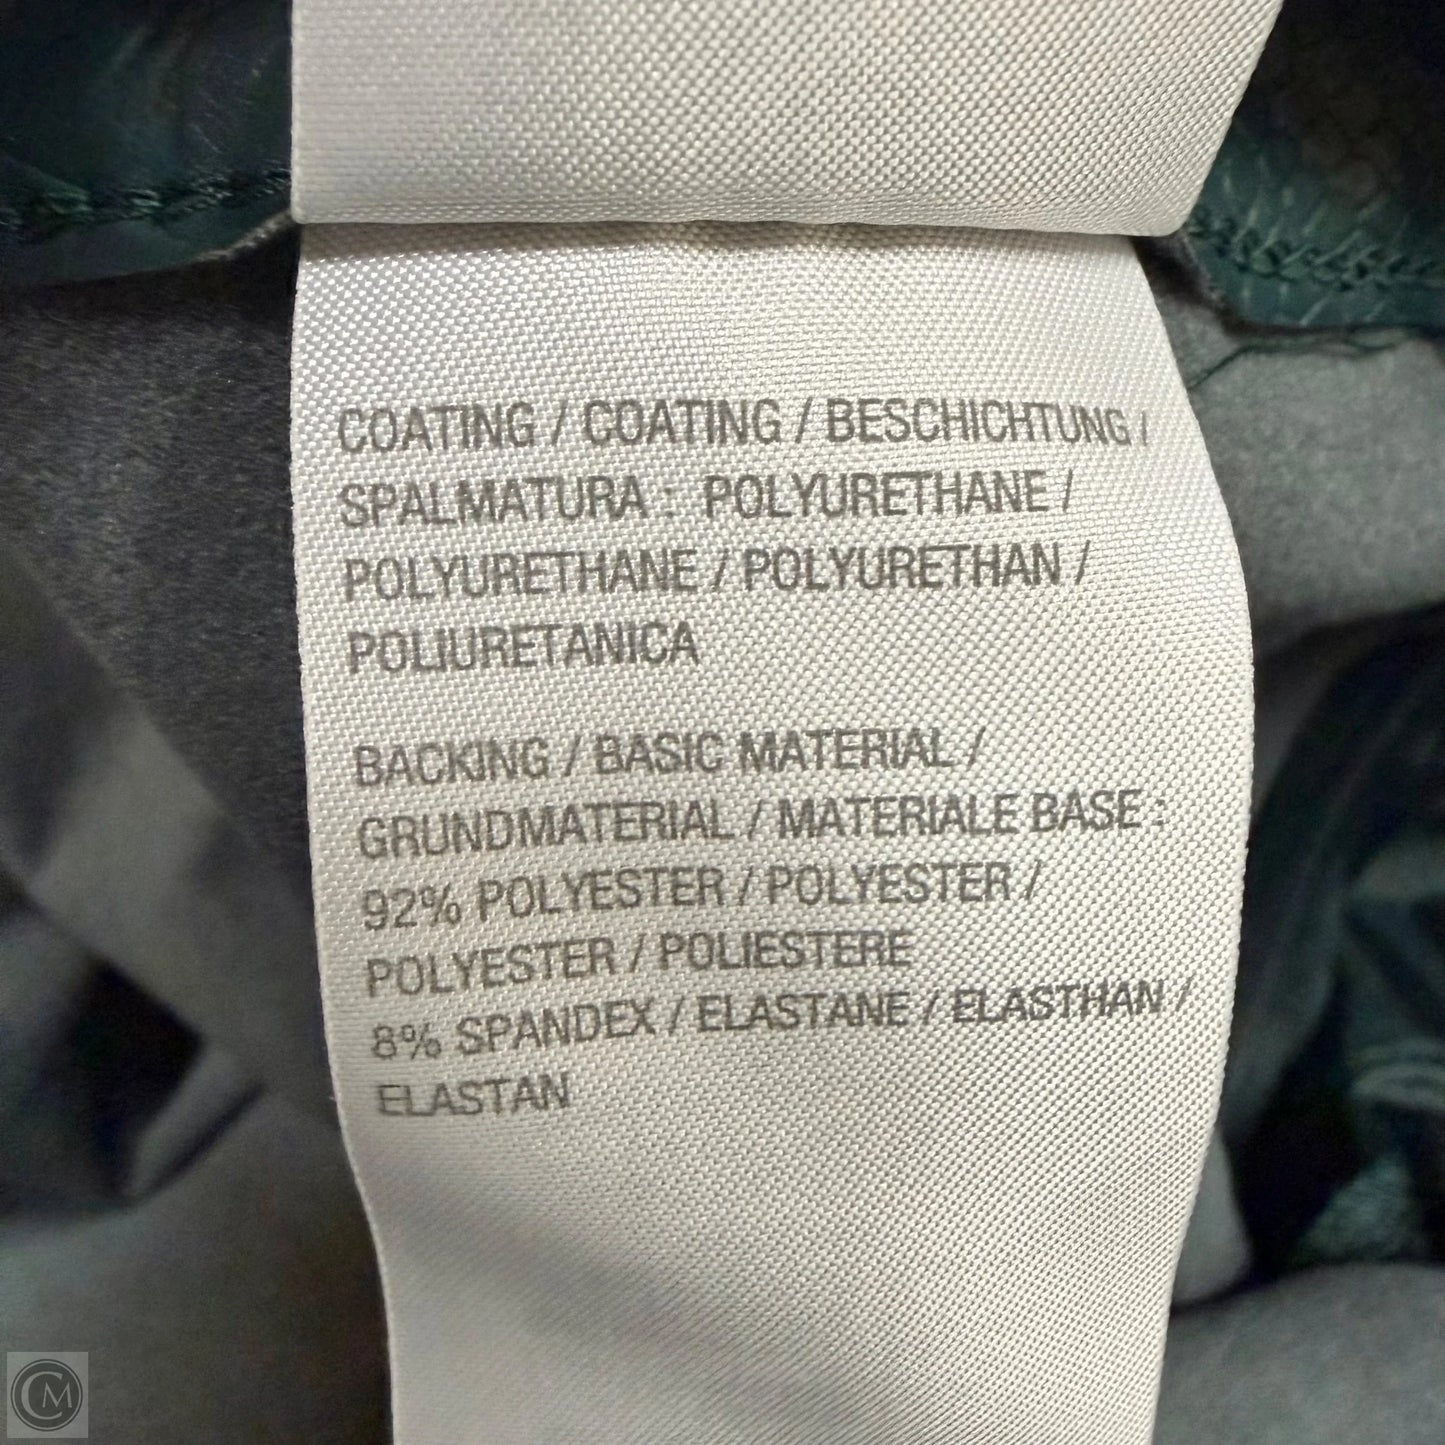 COATING / COATING / BESCHICHTUNG /
SPALMATURA : POLYURETHANE /
POLYURETHANE / POLYURETHAN /
POLIURETANICA
BACKING / BASIC MATERIAL /
GRUNDMATERIAL / MATERIALE BASE :
92% POLYESTER / POLYESTER /
POLYESTER / POLIESTERE
8% SPANDEX / ELASTANE / ELASTHAN /
ELASTAN
CM